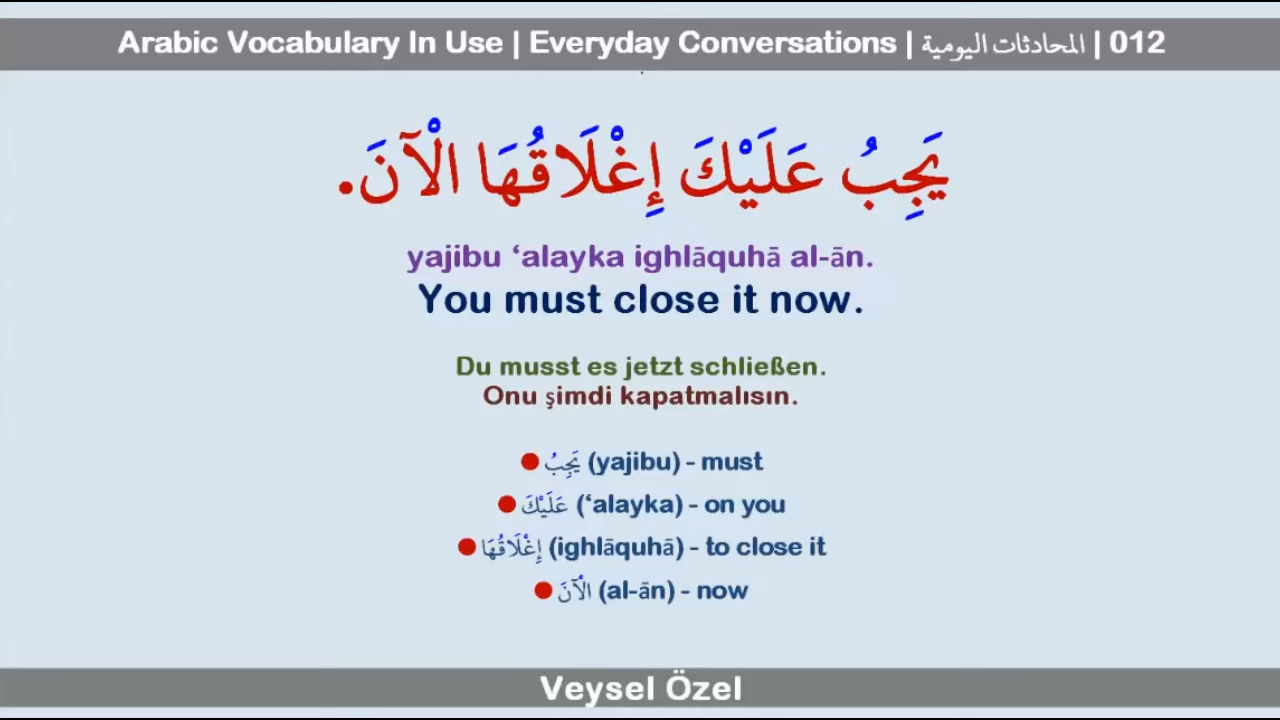 Arabic Vocabulary In Use | Everyday Conversations | المحادثات اليومية | 012
يَجِبُ عَلَيْكَ إِغْلَاقُهَا الْآنَ.
yajibu ‘alayka ighlāquhā al-ān.
You must close it now.
Du musst es jetzt schließen.
Onu şimdi kapatmalısın.
● يَجِبُ (yajibu) - must
● عَلَيْكَ (‘alayka) - on you
● إِغْلَاقُهَا (ighlāquhā) - to close it
● الْآنَ (al-ān) - now
Veysel Özel